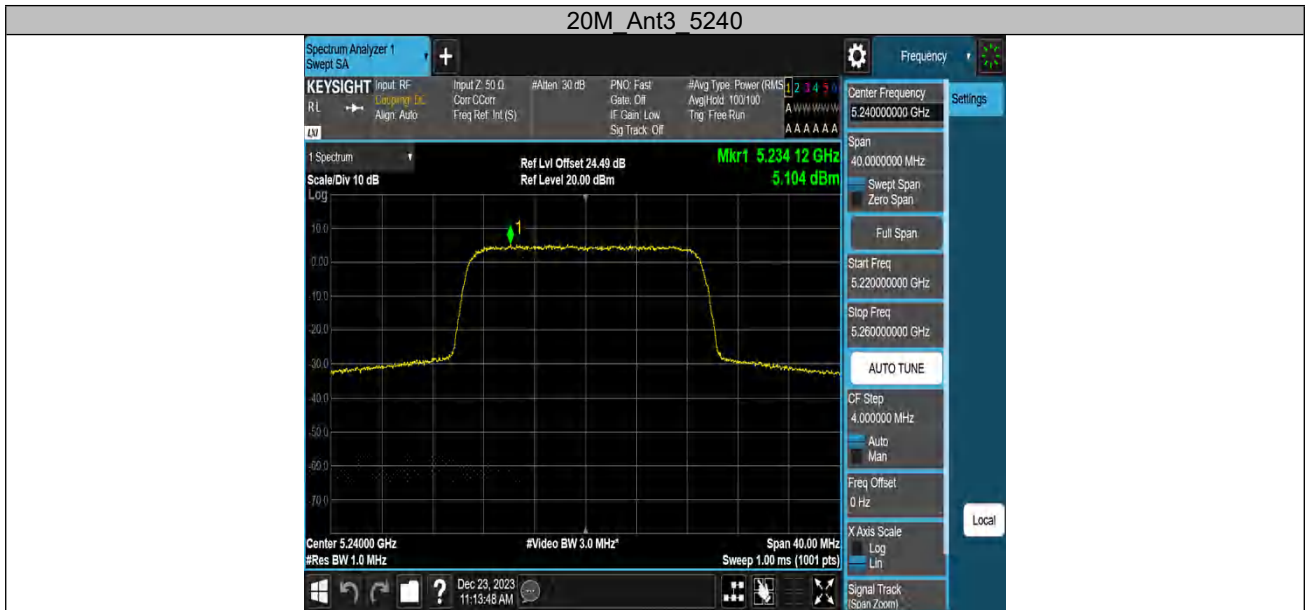 20M_Ant3_5240
Spectrum Analyzer 1
Swept SA
+
Frequency
KEYSIGHT
RL
LXI
Input: RF
Coupling: DC
Align: Auto
Input Z: 50 Ω
Corr CCorr
Freq Ref: Int (S)
#Atten: 30 dB
PNO: Fast
Gate: Off
IF Gain: Low
Sig Track: Off
#Avg Type: Power (RMS
Avg|Hold: 100/100
Trig: Free Run
1 2 3 4 5 6
A W W W W W
A A A A A A
1 Spectrum
Scale/Div 10 dB
Log
Ref Lvl Offset 24.49 dB
Ref Level 20.00 dBm
Mkr1 5.234 12 GHz
5.104 dBm
1
10.0
0.00
-10.0
-20.0
-30.0
-40.0
-50.0
-60.0
-70.0
Center 5.24000 GHz
#Res BW 1.0 MHz
#Video BW 3.0 MHz*
Span 40.00 MHz
Sweep 1.00 ms (1001 pts)
?
Dec 23, 2023
11:13:48 AM
Center Frequency
5.240000000 GHz
Settings
Span
40.0000000 MHz
Swept Span
Zero Span
Full Span
Start Freq
5.220000000 GHz
Stop Freq
5.260000000 GHz
AUTO TUNE
CF Step
4.000000 MHz
Auto
Man
Freq Offset
0 Hz
X Axis Scale
Log
Lin
Local
Signal Track
(Span Zoom)